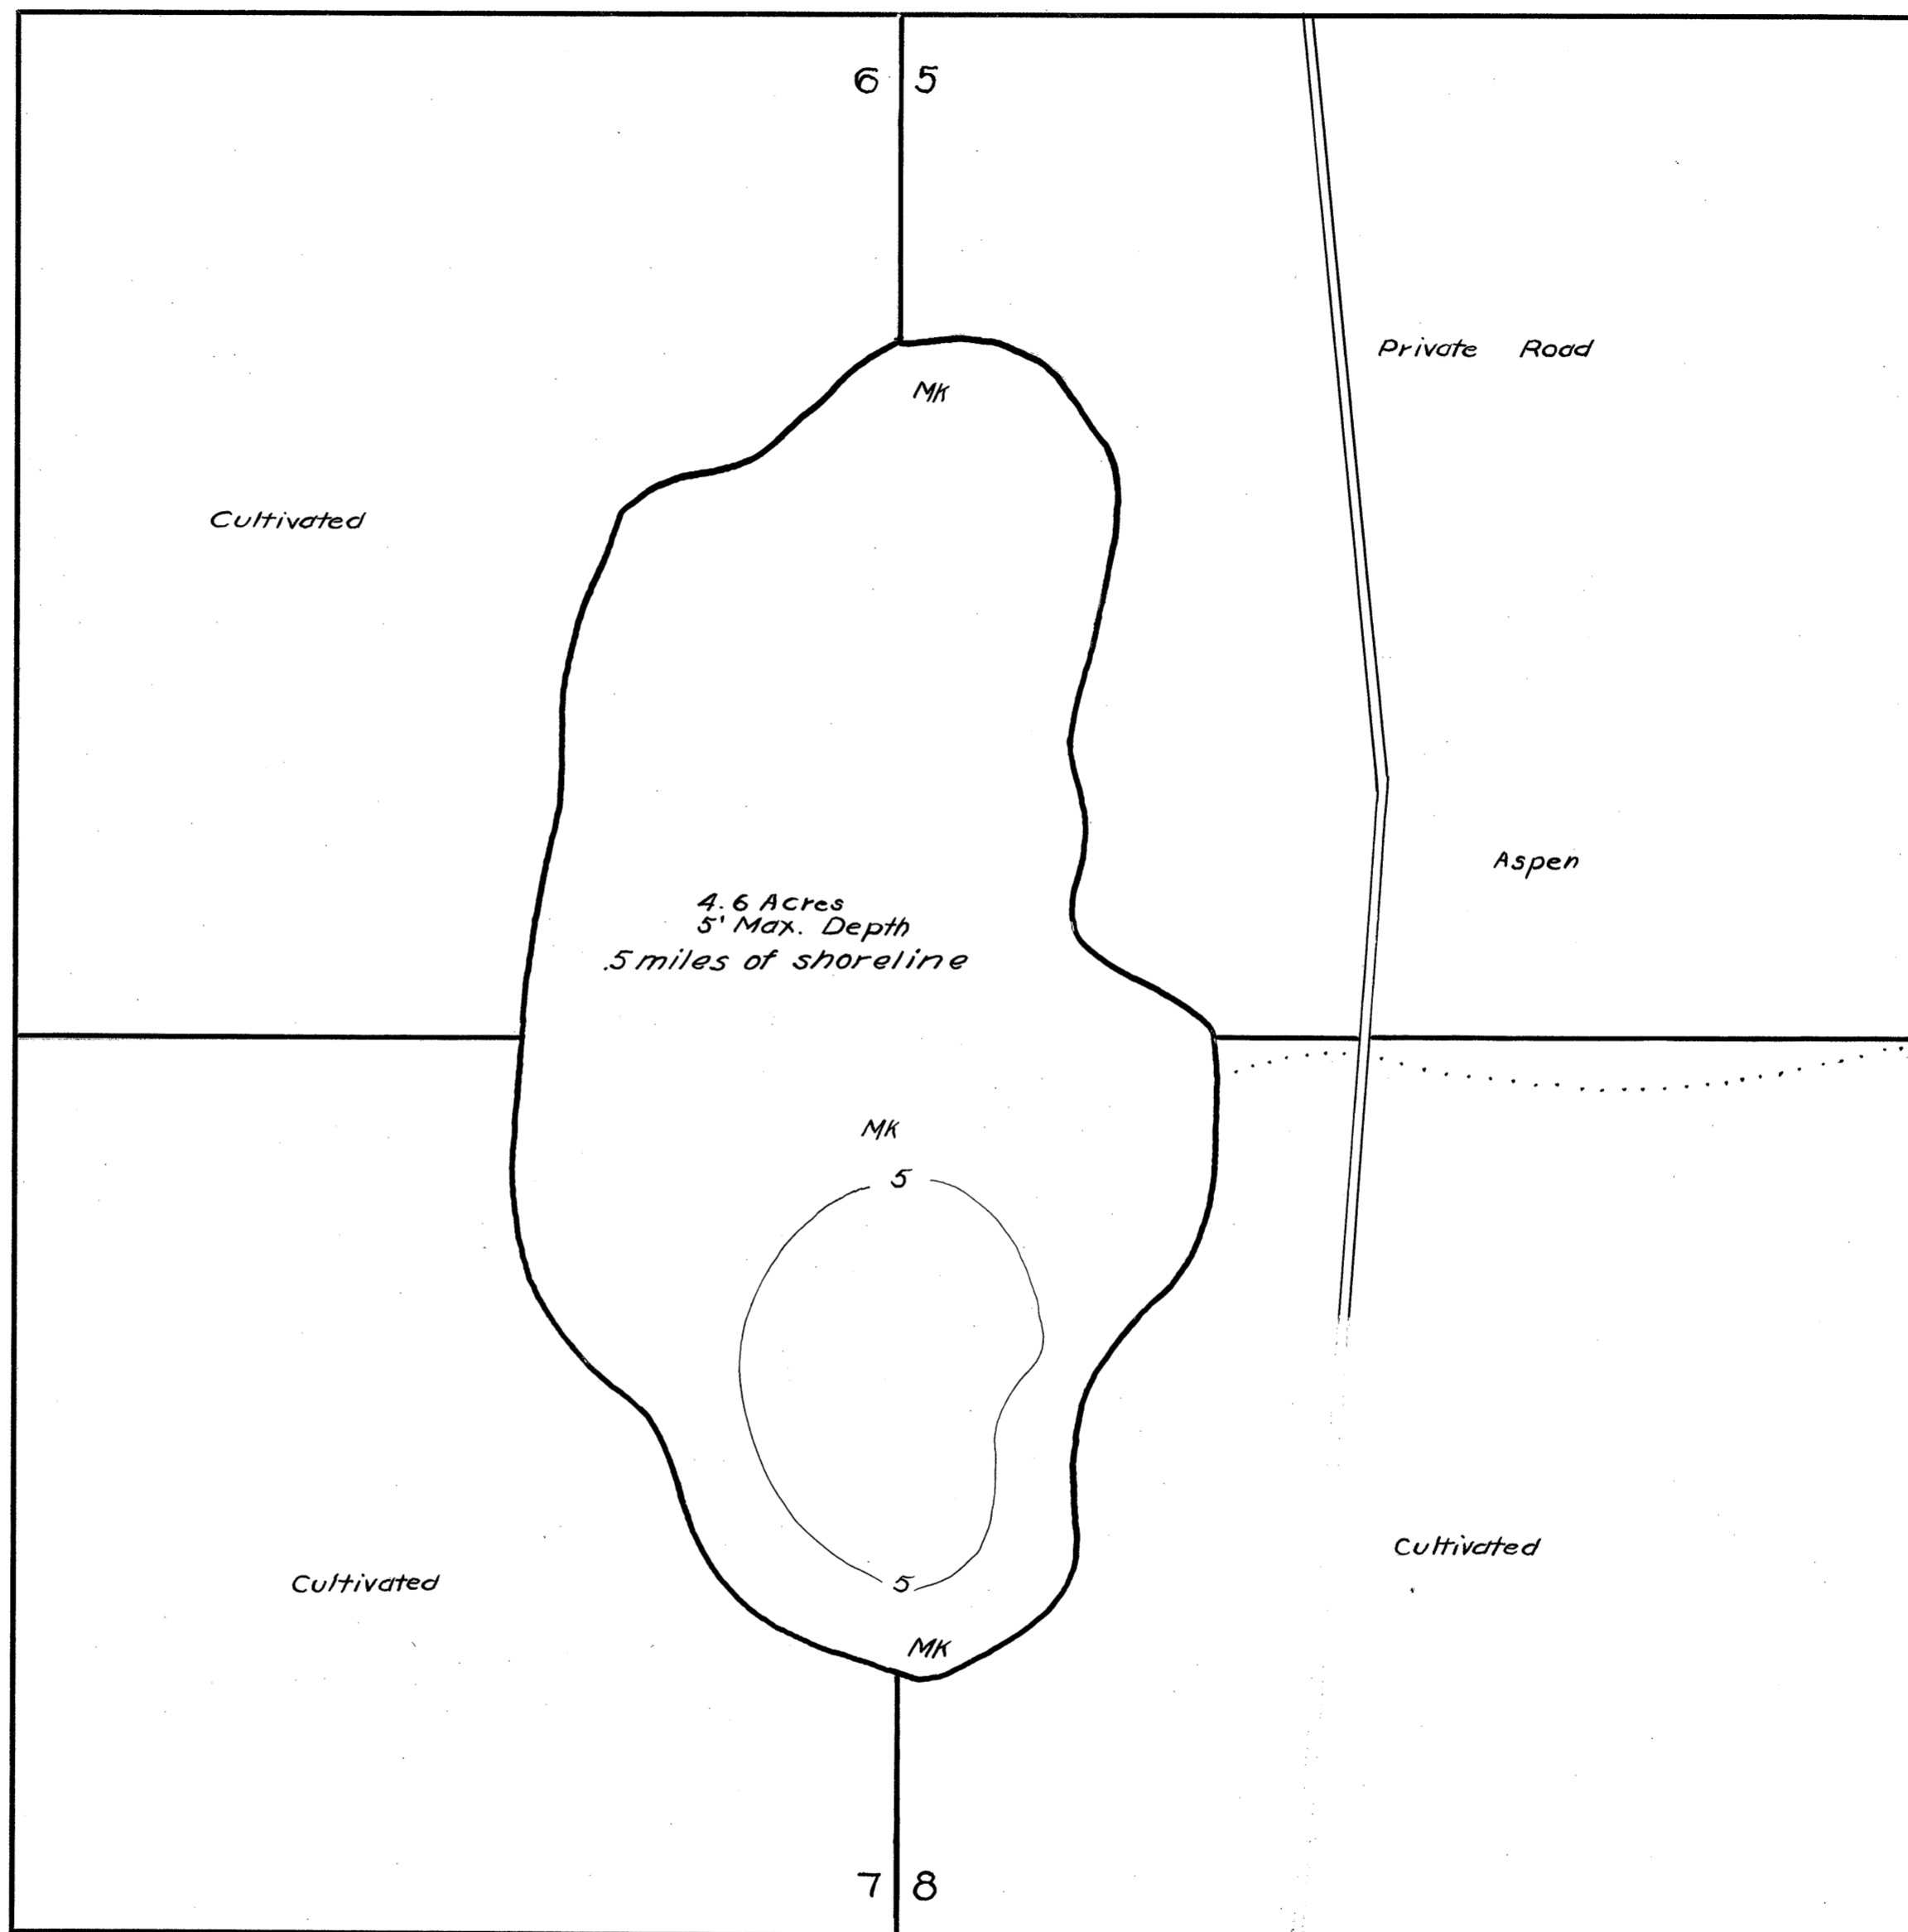 6 5
Private Road
MK
Cultivated
Aspen
4.6 Acres
5' Max. Depth
.5 miles of shoreline
MK
5
Cultivated
Cultivated
5
MK
7 8